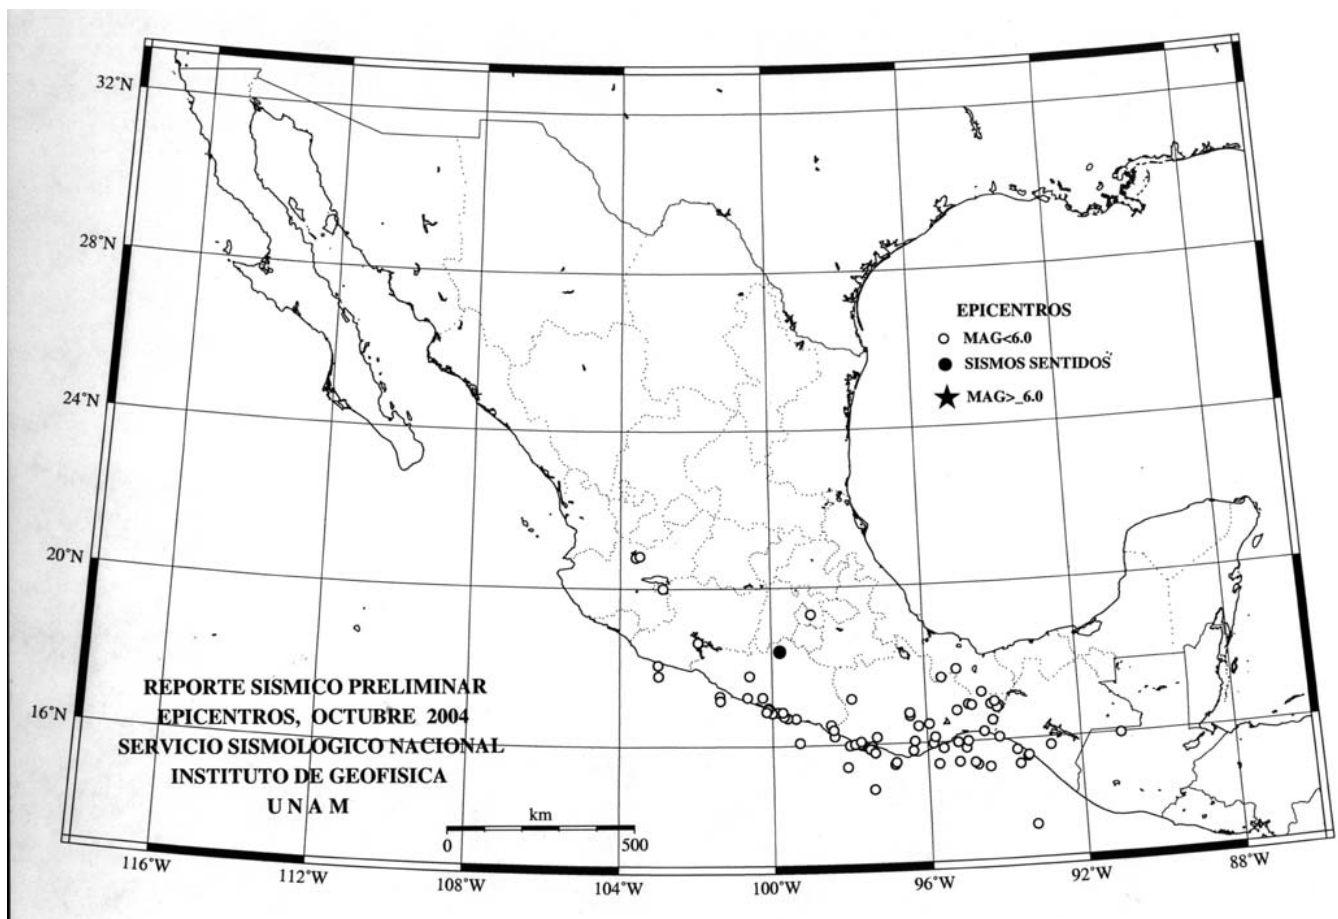 32°N
28°N
24°N
20°N
16°N
EPICENTROS
MAG<6.0
SISMOS SENTIDOS
MAG>_6.0
REPORTE SISMICO PRELIMINAR
EPICENTROS, OCTUBRE 2004
SERVICIO SISMOLOGICO NACIONAL
INSTITUTO DE GEOFISICA
U N A M
km
0 500
116°W 112°W 108°W 104°W 100°W 96°W 92°W 88°W